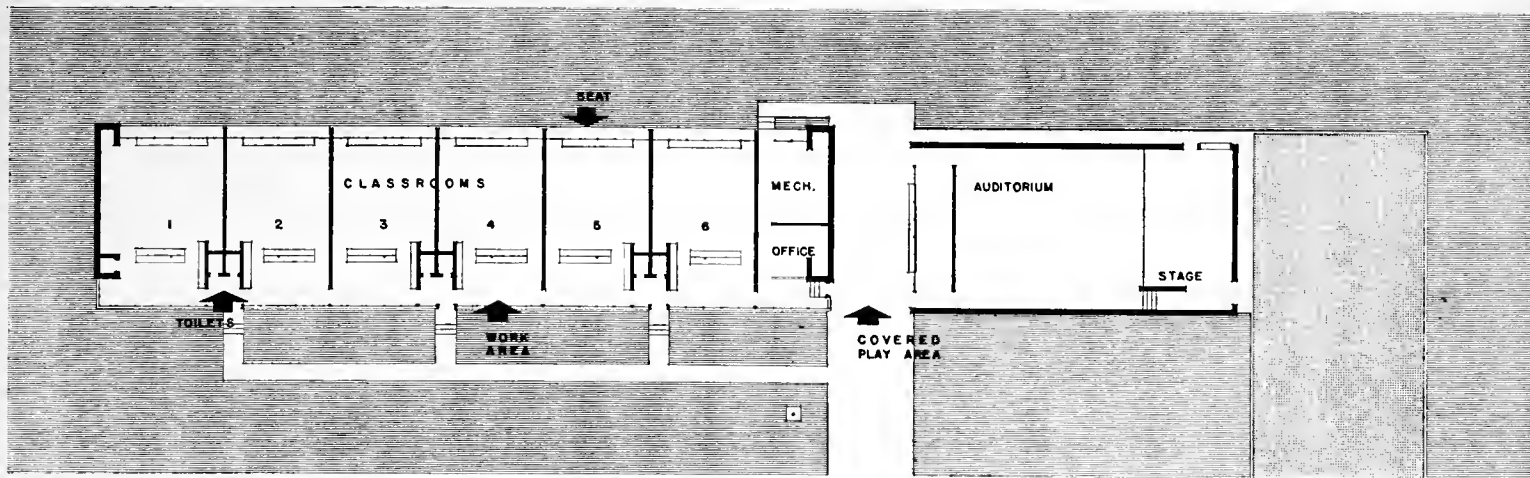 SEAT
CLASSROOMS
MECH.
AUDITORIUM
1 2 3 4 5 6
OFFICE
STAGE
TOILETS
WORK
AREA
COVERED
PLAY AREA